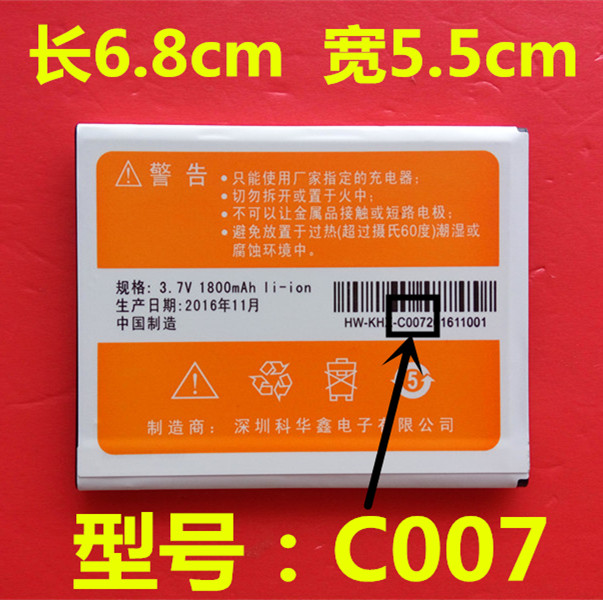 长6.8cm 宽5.5cm
警告
•只能使用厂家指定的充电器;
•切勿拆开或置于火中;
•不可以让金属品接触或短路电极;
•避免放置于过热(超过摄氏60度)潮湿或
腐蚀环境中。
规格: 3.7V 1800mAh li-ion
生产日期:2016年11月
中国制造
-C007 1611001
5
制造商: 深圳科华鑫电子有限公司
型号:C007